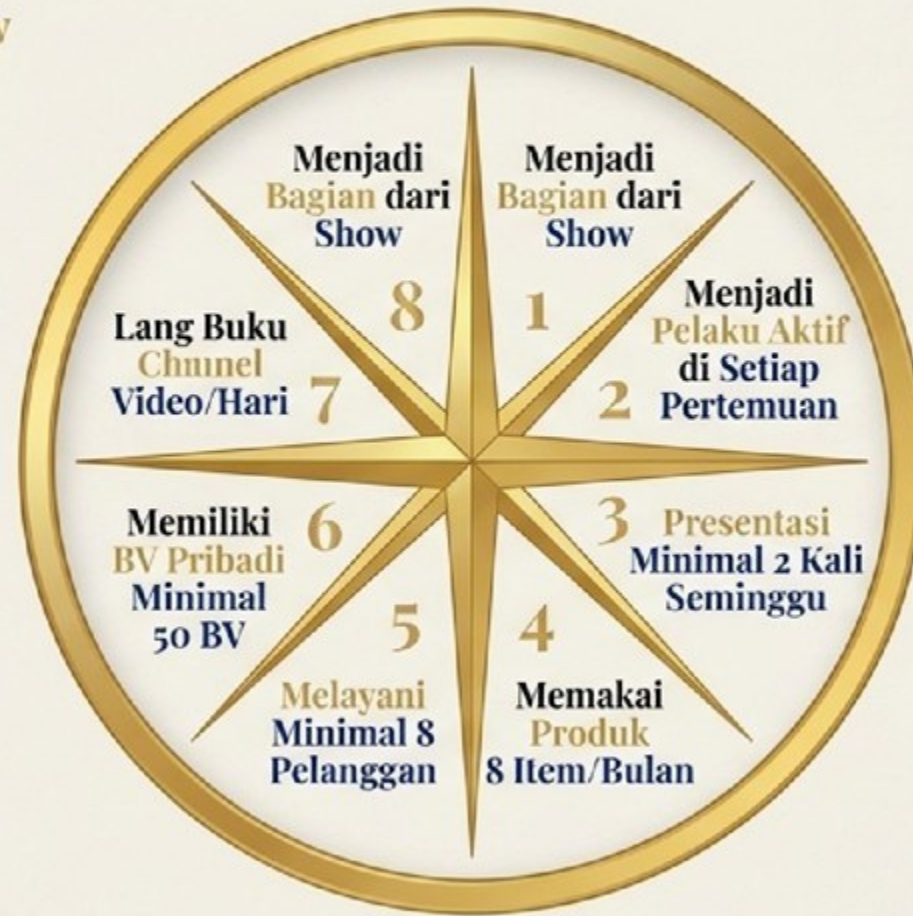 Menjadi
Bagian dari
Show
1
Menjadi
Pelaku Aktif
di Setiap
Pertemuan
2
3
Presentasi
Minimal 2 Kali
Seminggu
4
Memakai
Produk
8 Item/Bulan
5
Melayani
Minimal 8
Pelanggan
6
Memiliki
BV Pribadi
Minimal
50 BV
Lang Buku
Video/Hari
7
Menjadi
Bagian dari
Show
8